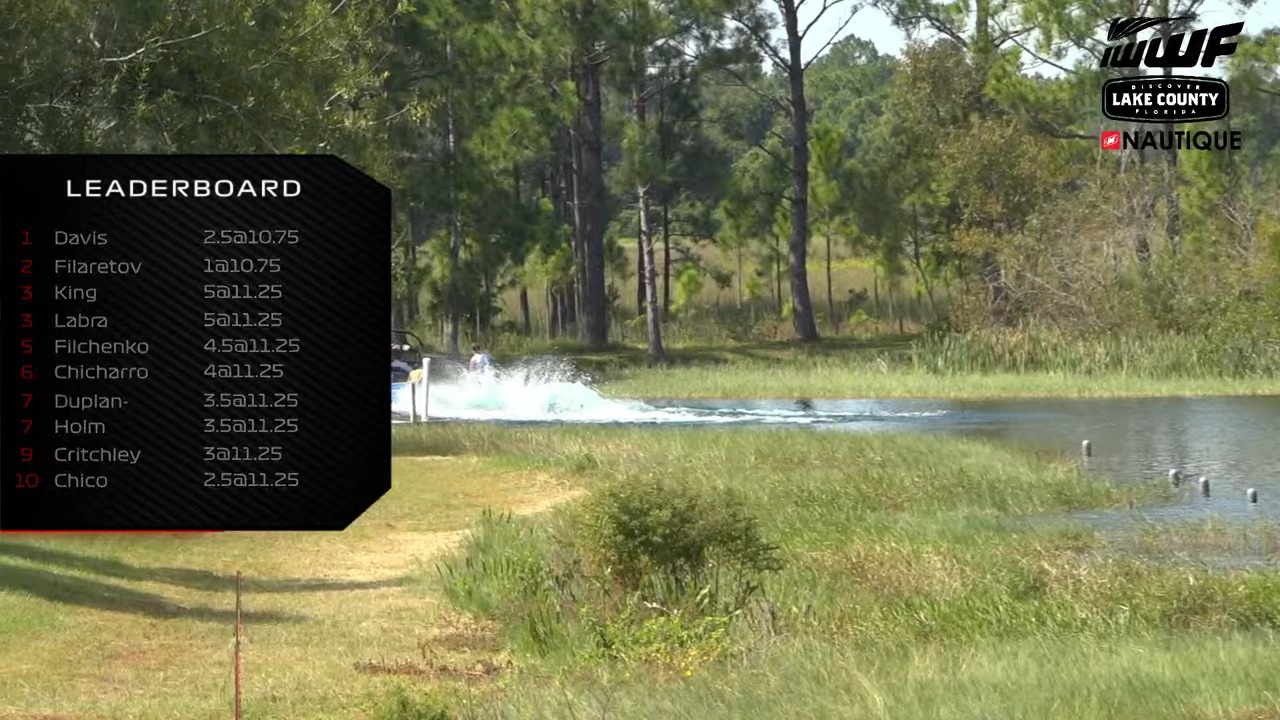 IWWF
DISCOVER
LAKE COUNTY
FLORIDA
NAUTIQUE
LEADERBOARD
1 Davis 2.5@10.75
2 Filaretov 1@10.75
3 King 5@11.25
3 Labra 5@11.25
5 Filchenko 4.5@11.25
6 Chicharro 4@11.25
7 Duplan- 3.5@11.25
7 Holm 3.5@11.25
9 Critchley 3@11.25
10 Chico 2.5@11.25